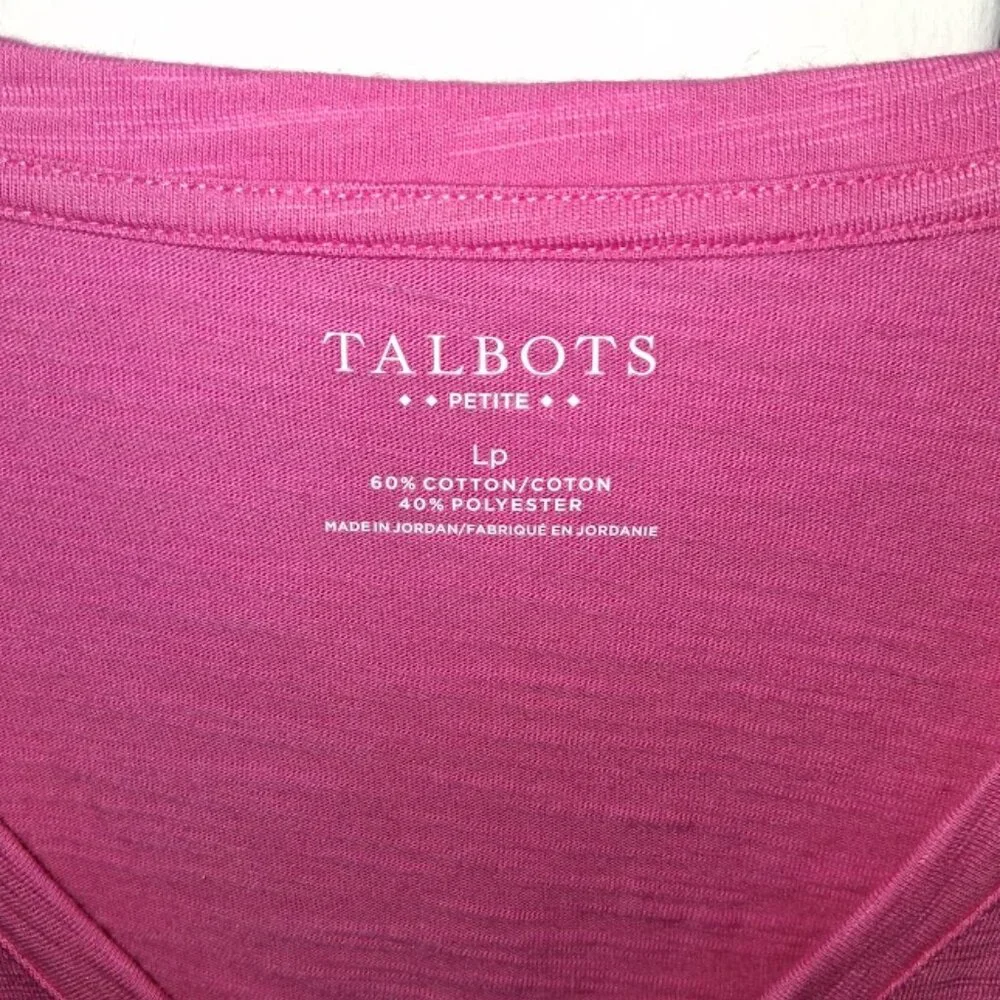 TALBOTS
◆ ◆ PETITE ◆ ◆
Lp
60% COTTON/COTON
40% POLYESTER
MADE IN JORDAN/FABRIQUÉ EN JORDANIE